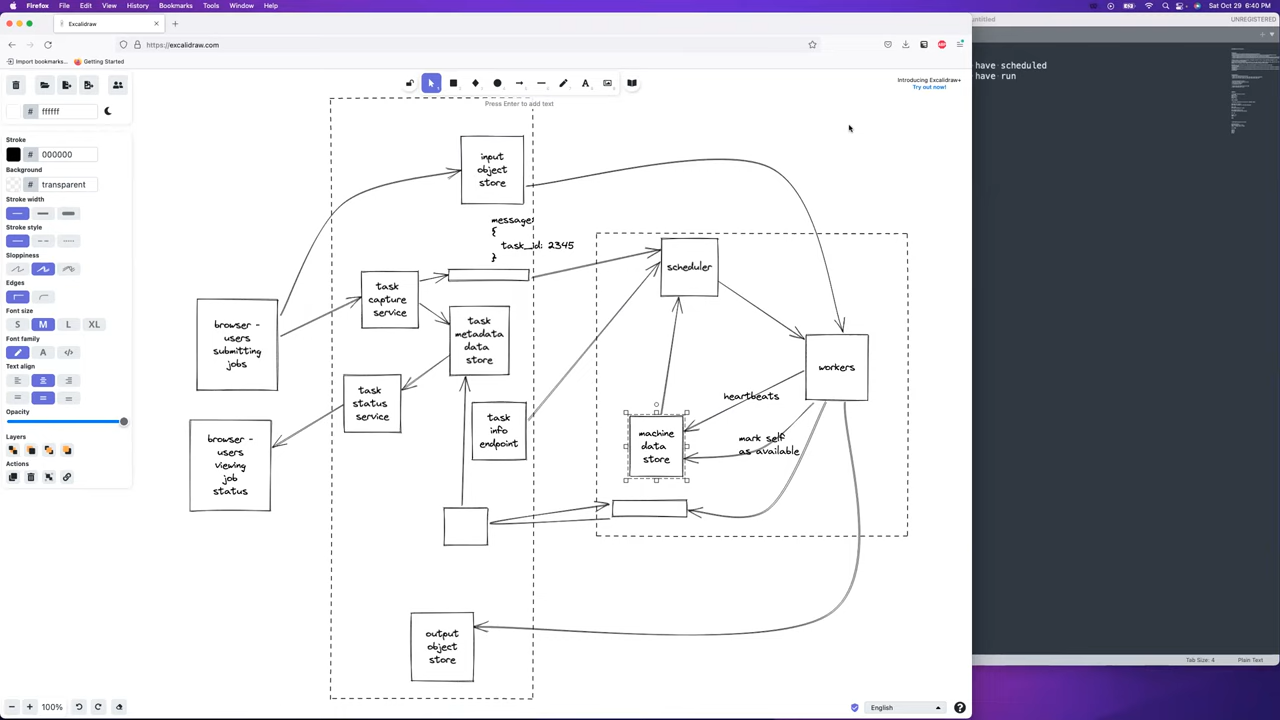 Firefox File Edit View History Bookmarks Tools Window Help
Sat Oct 29 6:40 PM
Excalidraw
https://excalidraw.com
Import bookmarks...
Getting Started
UNREGISTERED
have scheduled
have run
Introducing Excalidraw+
Try out now!
Press Enter to add text
# ffffff
Stroke
# 000000
Background
# transparent
Stroke width
Stroke style
Sloppiness
Edges
Font size
S M L XL
Font family
A
Text align
Opacity
Layers
Actions
input
object
store
message:
{
task_id: 2345
}
task
capture
service
scheduler
browser -
users
submitting
jobs
task
metadata
data
store
workers
task
status
service
heartbeats
task
info
endpoint
browser -
users
viewing
job
status
machine
data
store
mark self
as available
output
object
store
100%
English
Tab Size: 4
Plain Text